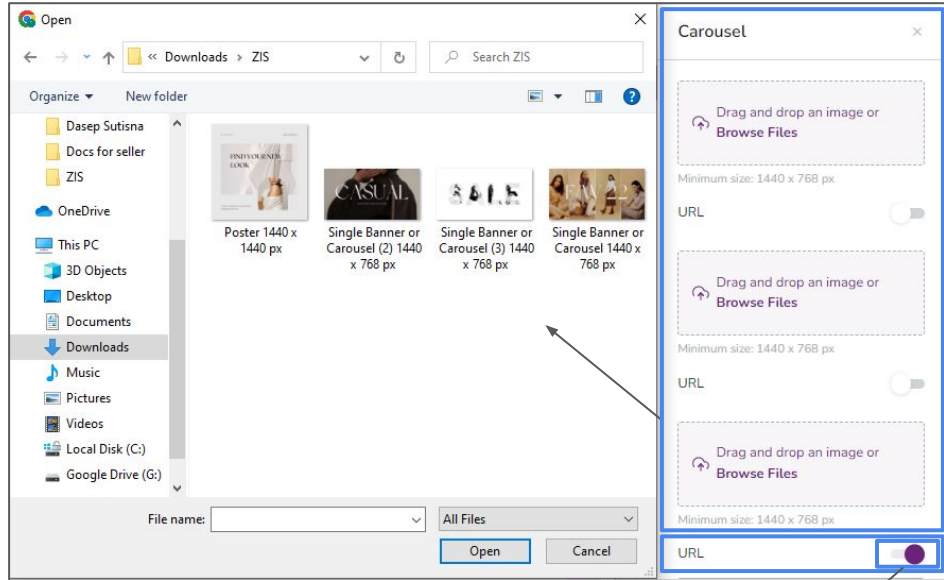 Open
« Downloads › ZIS
Search ZIS
Organize
New folder
Dasep Sutisna
Docs for seller
ZIS
OneDrive
This PC
3D Objects
Desktop
Documents
Downloads
Music
Pictures
Videos
Local Disk (C:)
Google Drive (G:)
FIND YOUR NEW
LOOK
CASUAL
SALE
Poster 1440 x
1440 px
Single Banner or
Carousel (2) 1440
x 768 px
Single Banner or
Carousel (3) 1440
x 768 px
Single Banner or
Carousel 1440 x
768 px
File name:
All Files
Open
Cancel
Carousel
Drag and drop an image or
Browse Files
Minimum size: 1440 x 768 px
URL
Drag and drop an image or
Browse Files
Minimum size: 1440 x 768 px
URL
Drag and drop an image or
Browse Files
Minimum size: 1440 x 768 px
URL